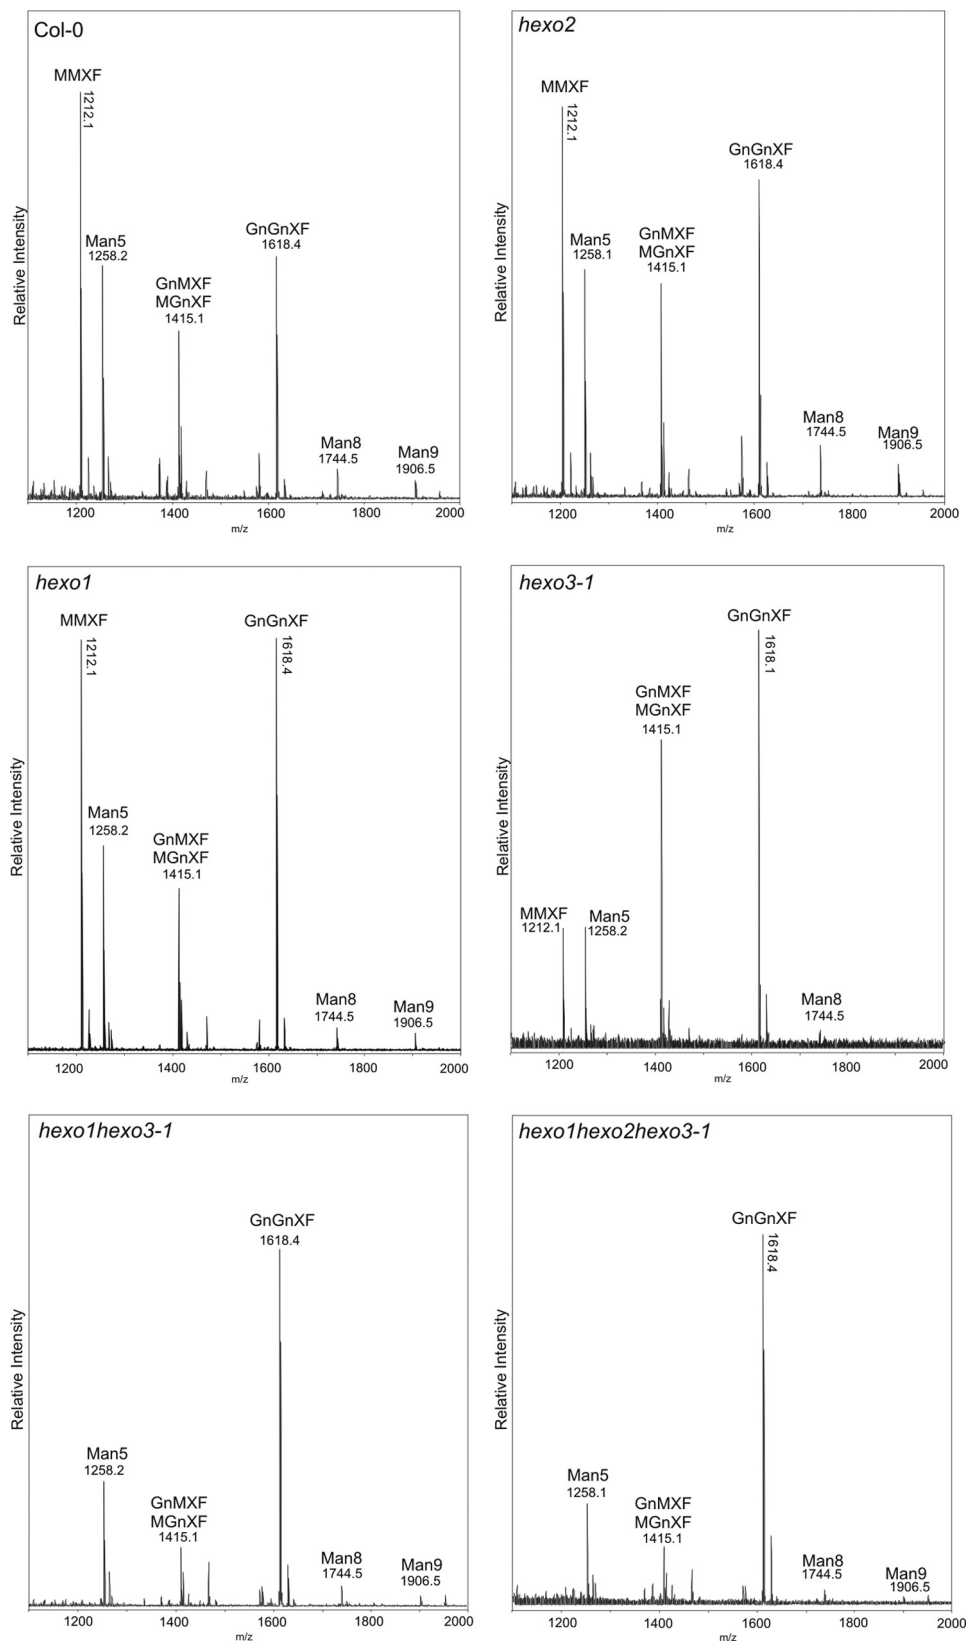 Col-0
MMXF
1212.1
Man5
1258.2
GnMXF
MGnXF
1415.1
GnGnXF
1618.4
Man8
1744.5
Man9
1906.5
Relative Intensity
1200 1400 1600 1800 2000
m/z
hexo2
MMXF
1212.1
Man5
1258.1
GnMXF
MGnXF
1415.1
GnGnXF
1618.4
Man8
1744.5
Man9
1906.5
Relative Intensity
1200 1400 1600 1800 2000
m/z
hexo1
MMXF
1212.1
Man5
1258.2
GnMXF
MGnXF
1415.1
GnGnXF
1618.4
Man8
1744.5
Man9
1906.5
Relative Intensity
1200 1400 1600 1800 2000
m/z
hexo3-1
MMXF
1212.1
Man5
1258.2
GnMXF
MGnXF
1415.1
GnGnXF
1618.1
Man8
1744.5
Relative Intensity
1200 1400 1600 1800 2000
m/z
hexo1hexo3-1
Man5
1258.2
GnMXF
MGnXF
1415.1
GnGnXF
1618.4
Man8
1744.5
Man9
1906.5
Relative Intensity
1200 1400 1600 1800 2000
m/z
hexo1hexo2hexo3-1
Man5
1258.1
GnMXF
MGnXF
1415.1
GnGnXF
1618.4
Man8
1744.5
Man9
1906.5
Relative Intensity
1200 1400 1600 1800 2000
m/z